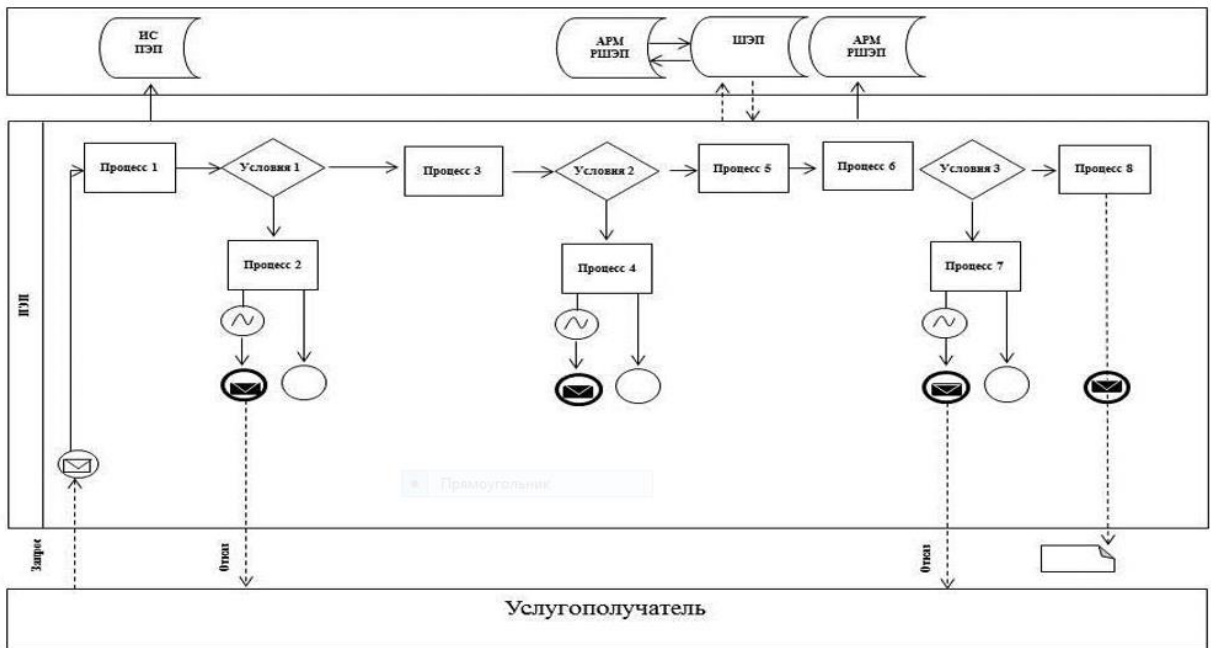 ИС
ПЭП
АРМ
РШЭП
ШЭП
АРМ
РШЭП
ПЭП
Процесс 1
Условия 1
Процесс 3
Условия 2
Процесс 5
Процесс 6
Условия 3
Процесс 8
Процесс 2
Процесс 4
Процесс 7
Прямоугольник
Запрос
Отказ
Отказ
Услугополучатель